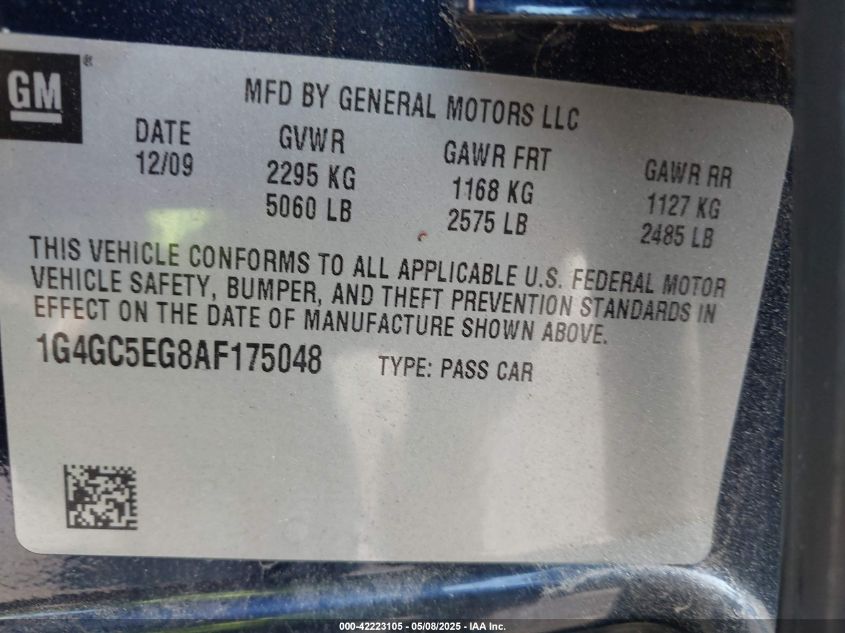 GM®
MFD BY GENERAL MOTORS LLC
DATE GVWR GAWR FRT GAWR RR
12/09 2295 KG 1168 KG 1127 KG
5060 LB 2575 LB 2485 LB
THIS VEHICLE CONFORMS TO ALL APPLICABLE U.S. FEDERAL MOTOR
VEHICLE SAFETY, BUMPER, AND THEFT PREVENTION STANDARDS IN
EFFECT ON THE DATE OF MANUFACTURE SHOWN ABOVE.
1G4GC5EG8AF175048 TYPE: PASS CAR
000-42223105 - 05/08/2025 - IAA Inc.